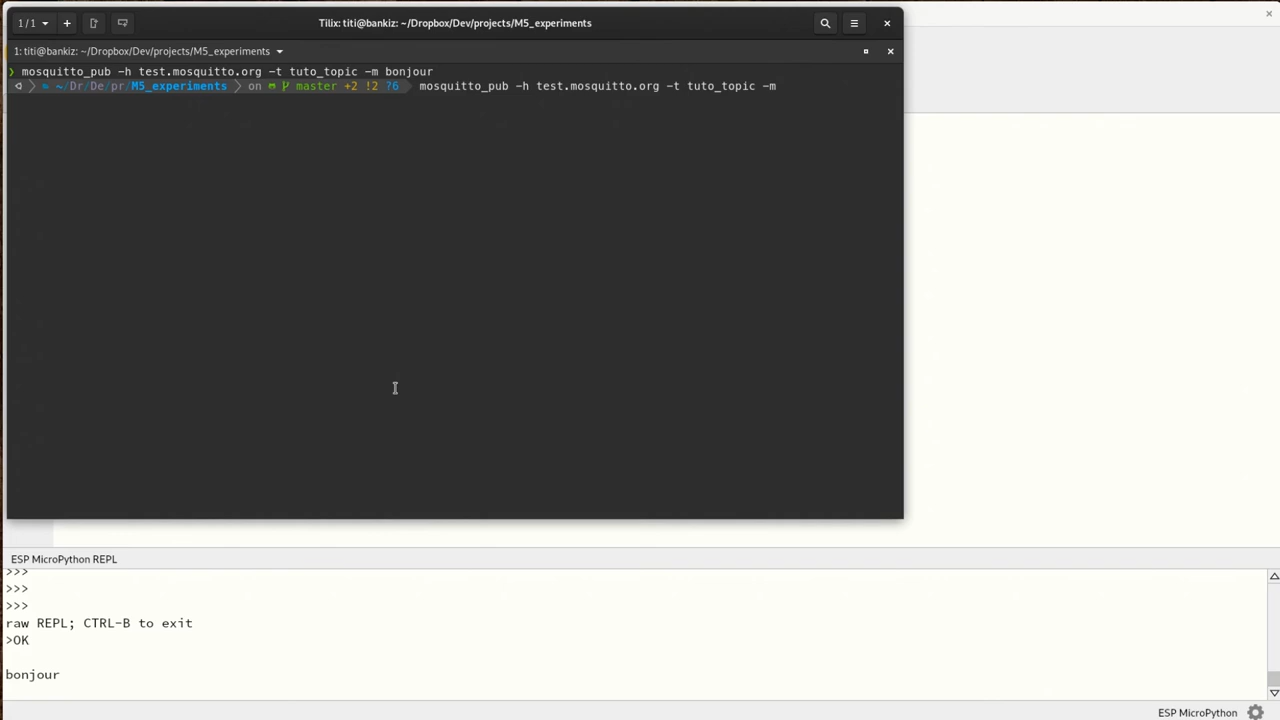 1/1
Tilix: titi@bankiz: ~/Dropbox/Dev/projects/M5_experiments
1: titi@bankiz: ~/Dropbox/Dev/projects/M5_experiments
❯ mosquitto_pub -h test.mosquitto.org -t tuto_topic -m bonjour
~/Dr/De/pr/M5_experiments on master +2 !2 ?6 mosquitto_pub -h test.mosquitto.org -t tuto_topic -m
ESP MicroPython REPL
>>>
>>>
>>>
raw REPL; CTRL-B to exit
>OK
bonjour
ESP MicroPython